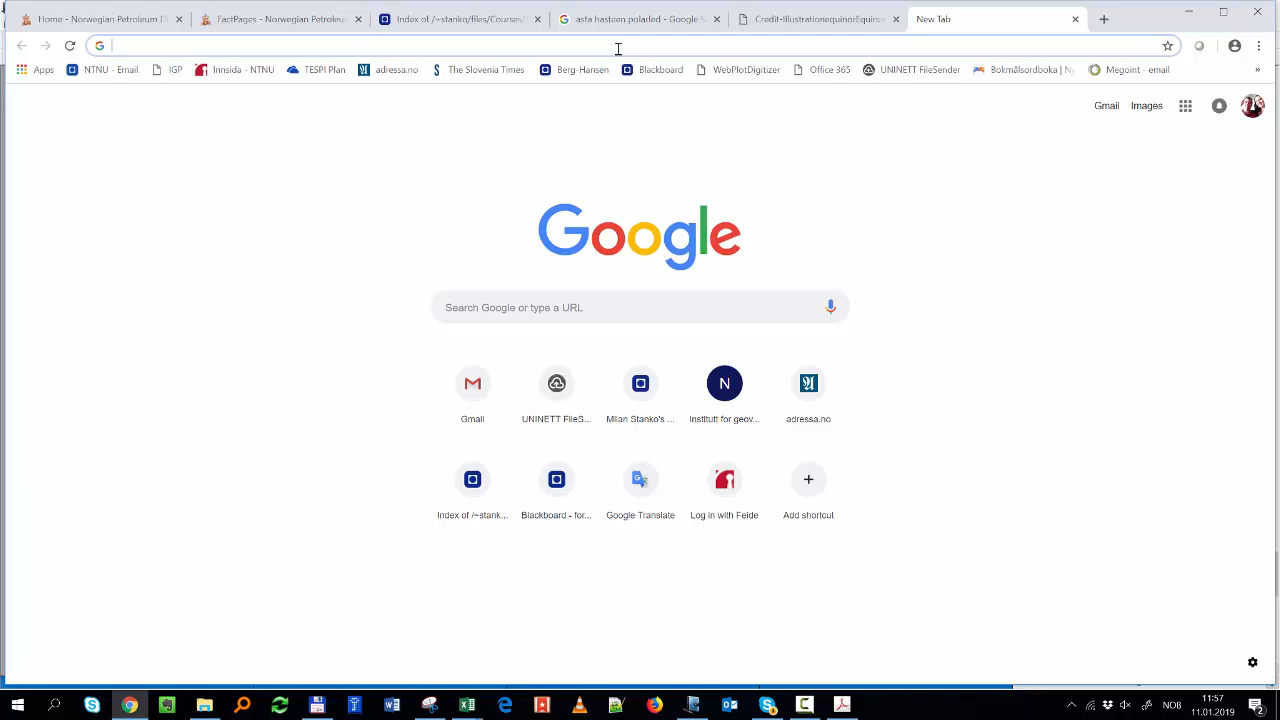 Home - Norwegian Petroleum Di
FactPages - Norwegian Petroleum
Index of /~stanko/files/Courses/
asta hasteen polarled - Google S
Credit-IllustrationequinorEquinor
New Tab
Apps
NTNU - Email
IGP
Innsida - NTNU
TESPI Plan
adressa.no
The Slovenia Times
Berg-Hansen
Blackboard
WebPlotDigitizer
Office 365
UNINETT FileSender
Bokmålsordboka | Ny
Megoint – email
»
Gmail
Images
Google
Search Google or type a URL
Gmail
UNINETT FileS...
Milan Stanko's ...
Institutt for geov...
adressa.no
Index of /~stank...
Blackboard - for...
Google Translate
Log in with Feide
Add shortcut
NOB
11:57
11.01.2019